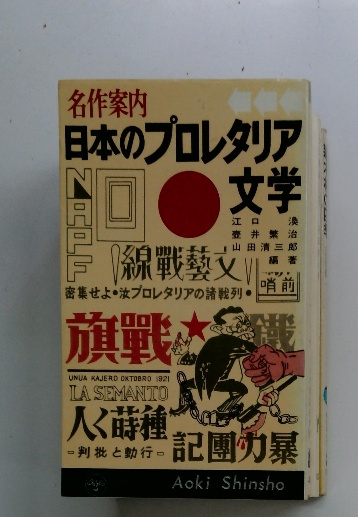 名作案内
日本のプロレタリア
文学
江口 渙
壺井繁治
山田清三郎
編著
NAPF
文藝戰線
前哨
密集せよ•汝プロレタリアの諸戰列•
戰旗
鐵
UNUA KAJERO OKTOBRO 1921
LA SEMANTO
種蒔く人
-行動と批判-
暴力團記
Aoki Shinsho